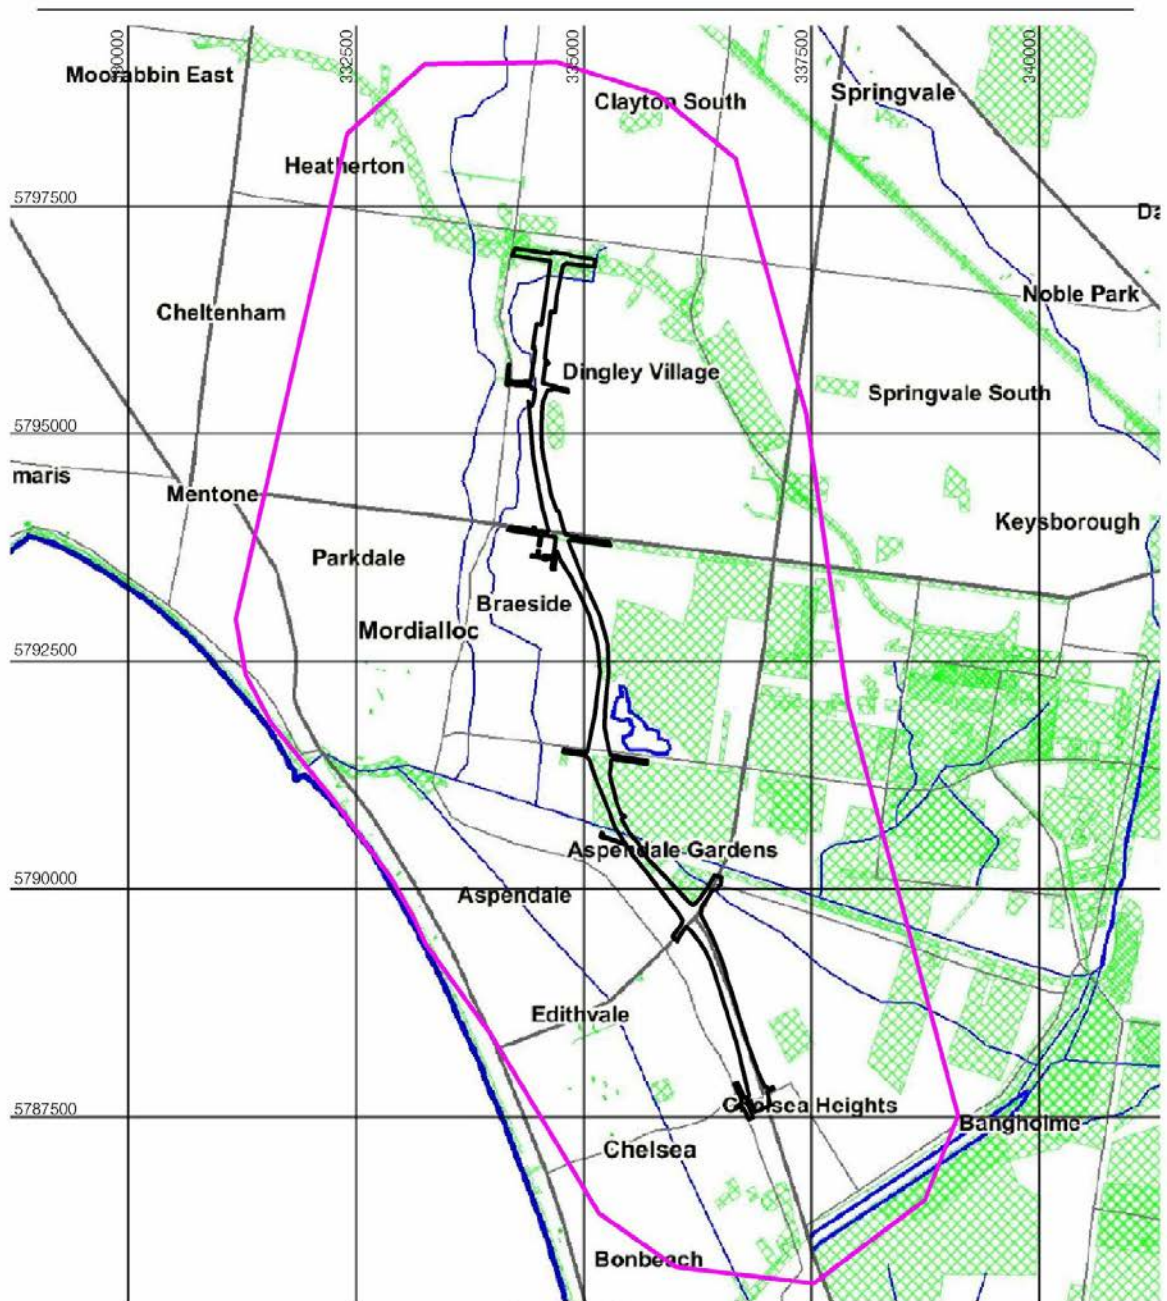 332500
335000
337500
340000
Moorabbin East
Clayton South
Springvale
Heatherton
5797500
Noble Park
Cheltenham
Dingley Village
Springvale South
5795000
maris
Mentone
Keysborough
Parkdale
Braeside
Mordialloc
5792500
Aspendale Gardens
5790000
Aspendale
Edithvale
5787500
Chelsea Heights
Bangholme
Chelsea
Bonbeach